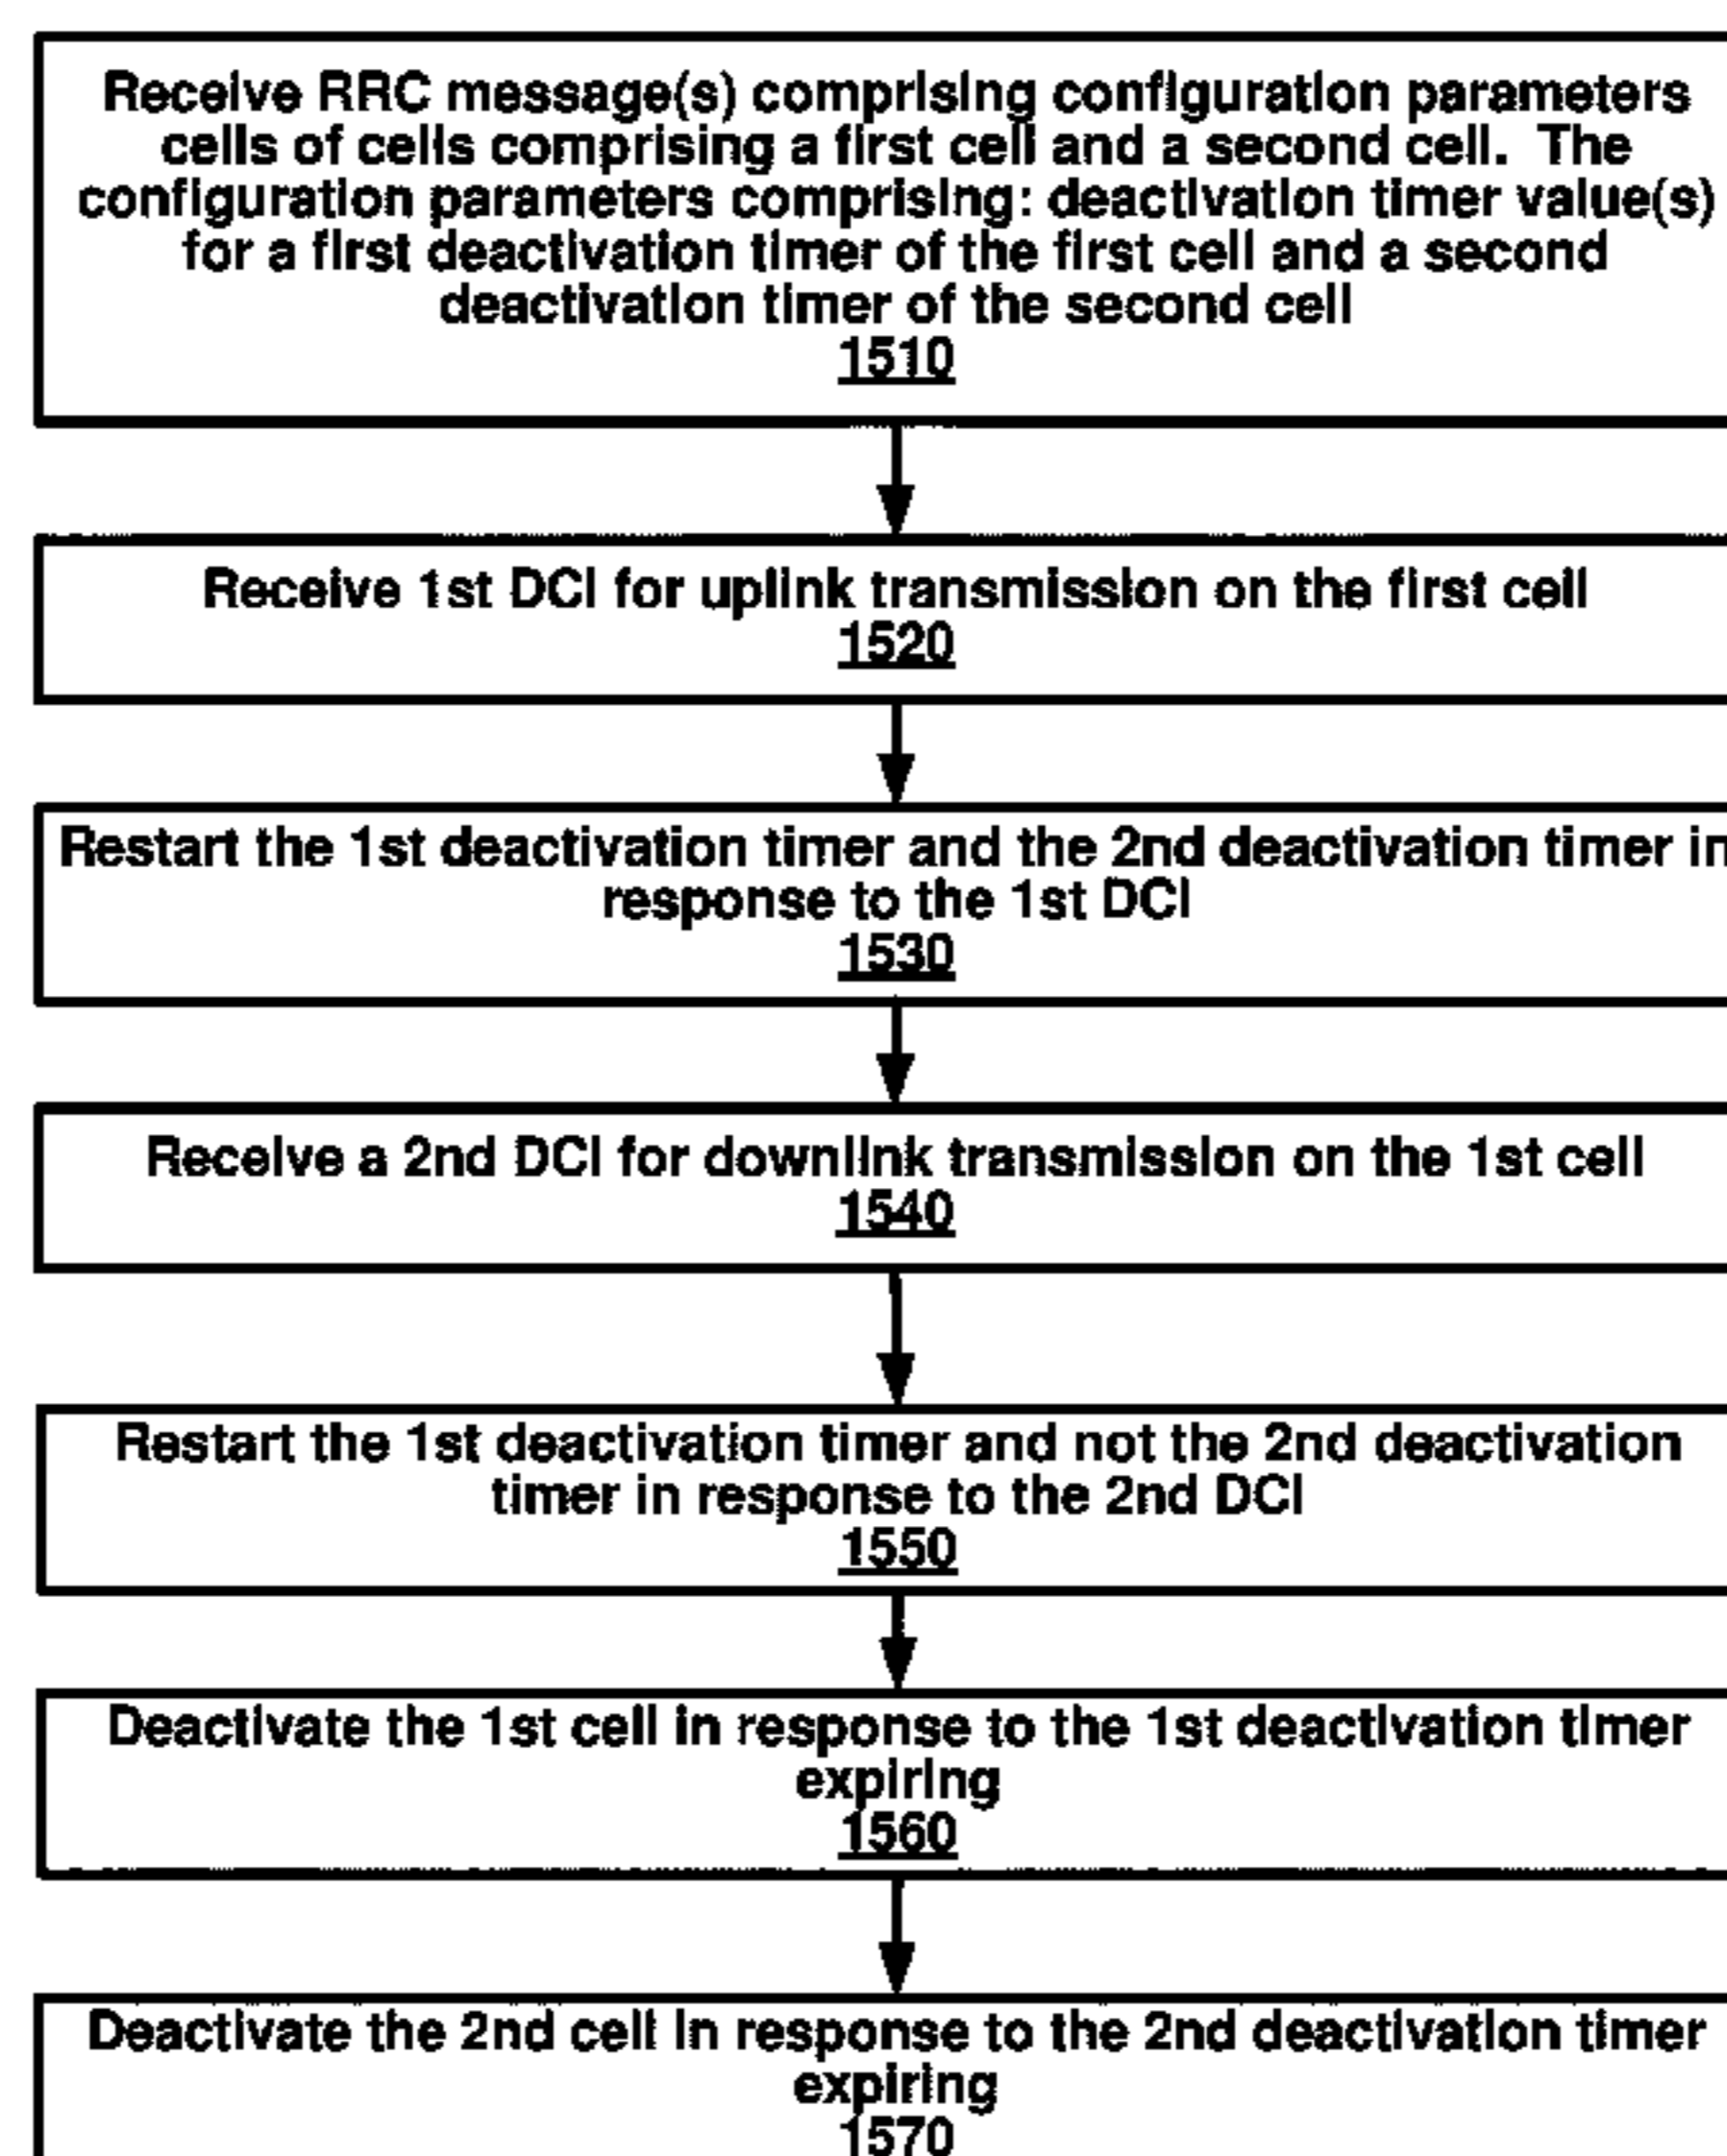 Receive RRC message(s) comprising configuration parameters
cells of cells comprising a first cell and a second cell. The
configuration parameters comprising: deactivation timer value(s)
for a first deactivation timer of the first cell and a second
deactivation timer of the second cell
1510
Receive 1st DCI for uplink transmission on the first cell
1520
Restart the 1st deactivation timer and the 2nd deactivation timer in
response to the 1st DCI
1530
Receive a 2nd DCI for downlink transmission on the 1st cell
1540
Restart the 1st deactivation timer and not the 2nd deactivation
timer in response to the 2nd DCI
1550
Deactivate the 1st cell in response to the 1st deactivation timer
expiring
1560
Deactivate the 2nd cell in response to the 2nd deactivation timer
expiring
1570